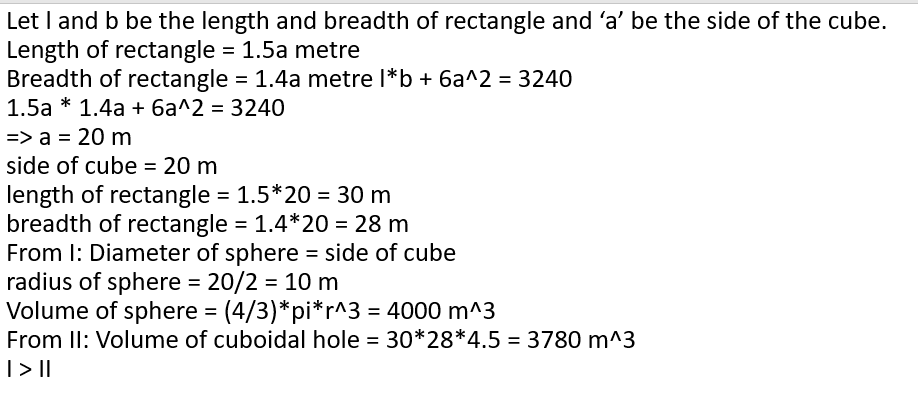 Let l and b be the length and breadth of rectangle and ‘a’ be the side of the cube.
Length of rectangle = 1.5a metre
Breadth of rectangle = 1.4a metre l*b + 6a^2 = 3240
1.5a * 1.4a + 6a^2 = 3240
=> a = 20 m
side of cube = 20 m
length of rectangle = 1.5*20 = 30 m
breadth of rectangle = 1.4*20 = 28 m
From I: Diameter of sphere = side of cube
radius of sphere = 20/2 = 10 m
Volume of sphere = (4/3)*pi*r^3 = 4000 m^3
From II: Volume of cuboidal hole = 30*28*4.5 = 3780 m^3
I > II